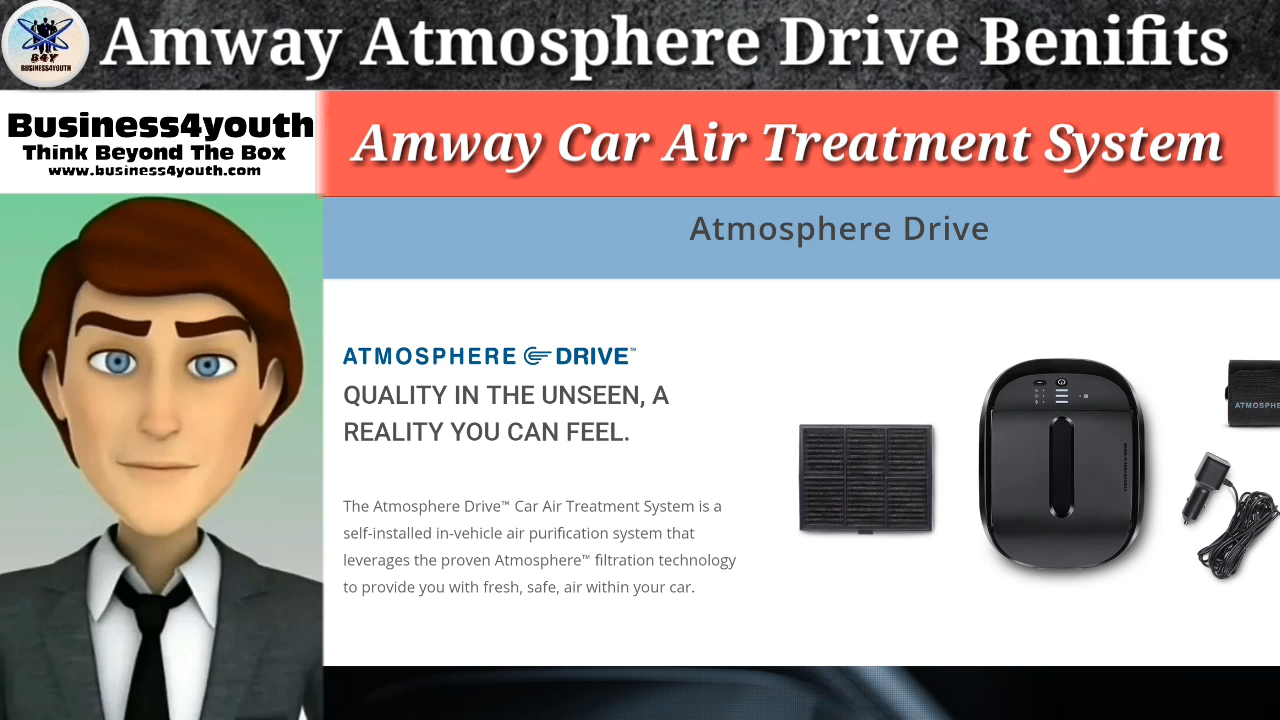 Amway Atmosphere Drive Benifits
B4Y
BUSINESS4YOUTH
Business4youth
Think Beyond The Box
www.business4youth.com
Amway Car Air Treatment System
Atmosphere Drive
ATMOSPHERE DRIVE™
QUALITY IN THE UNSEEN, A
REALITY YOU CAN FEEL.
The Atmosphere Drive™ Car Air Treatment System is a
self-installed in-vehicle air purification system that
leverages the proven Atmosphere™ filtration technology
to provide you with fresh, safe, air within your car.
ATMOSPHE